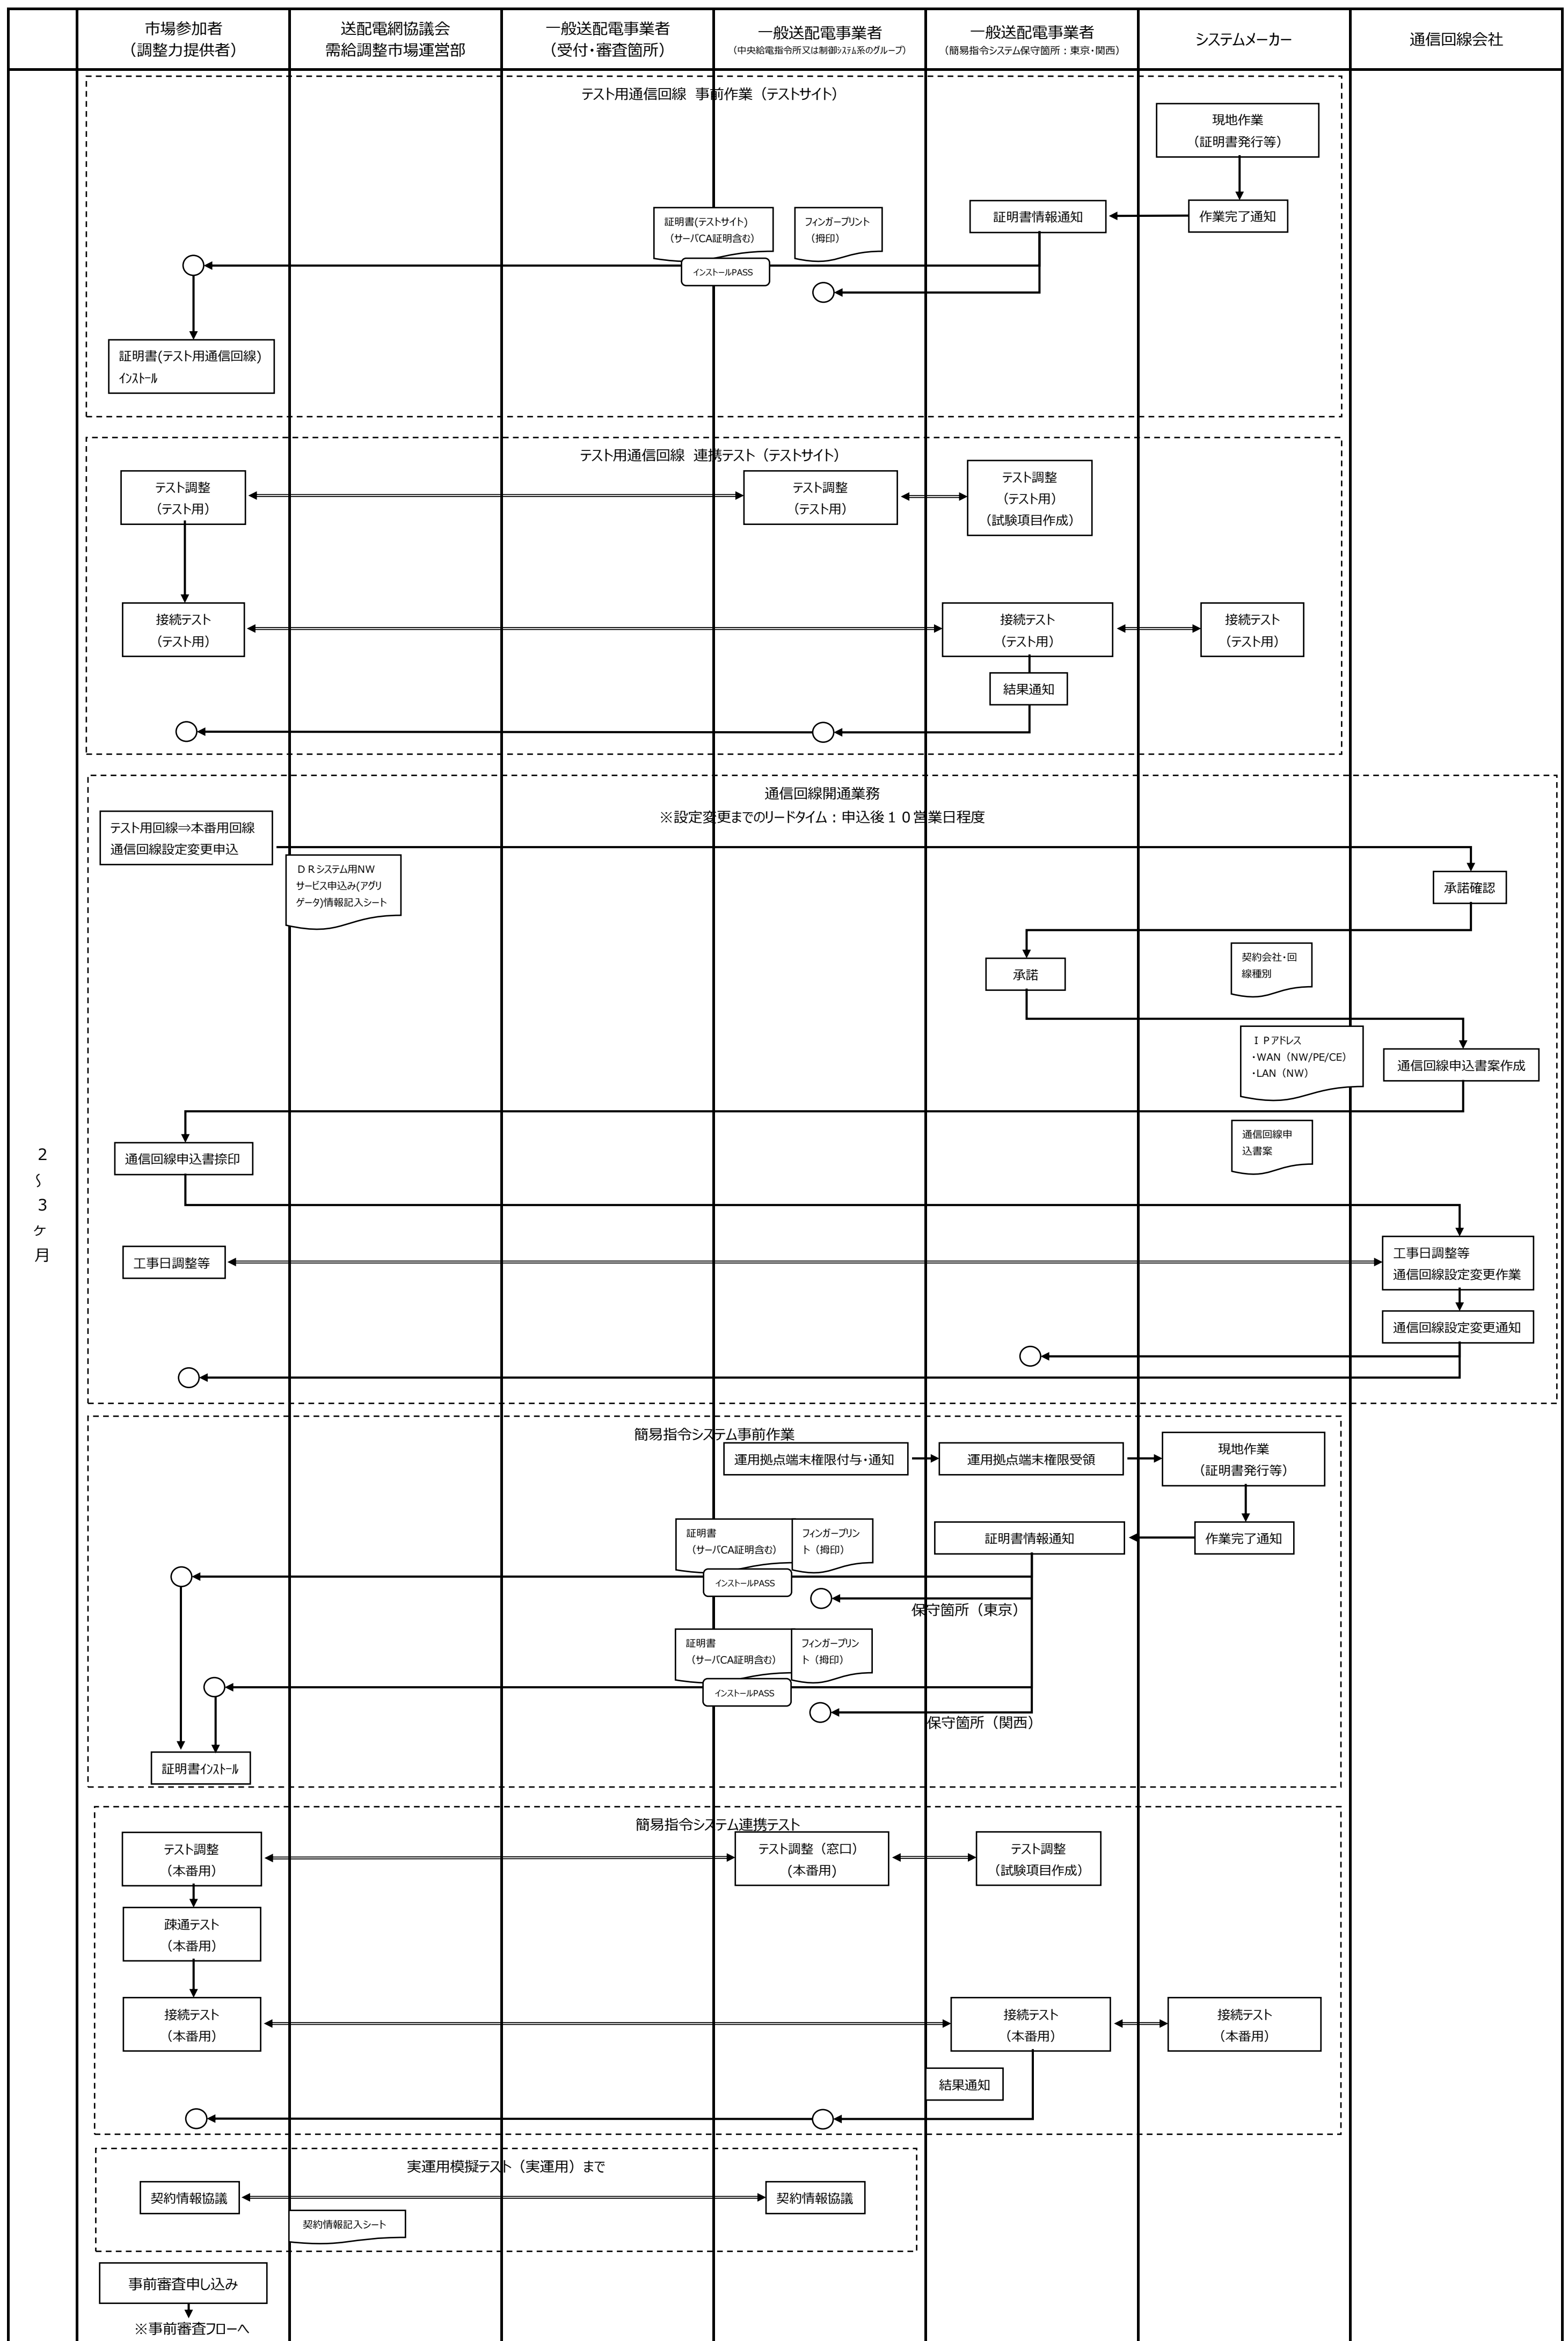 市場参加者
（調整力提供者）
送配電網協議会
需給調整市場運営部
一般送配電事業者
（受付・審査箇所）
一般送配電事業者
（中央給電指令所又は制御ｼｽﾃﾑ系のグループ）
一般送配電事業者
（簡易指令システム保守箇所：東京・関西）
システムメーカー
通信回線会社
２
～
３
ヶ
月
テスト用通信回線　事前作業（テストサイト）
現地作業
（証明書発行等）
作業完了通知
証明書情報通知
証明書(テストサイト)
（サーバCA証明含む）
フィンガープリント
（拇印）
インストールPASS
証明書(テスト用通信回線)
ｲﾝｽﾄｰﾙ
テスト用通信回線　連携テスト（テストサイト）
テスト調整
（テスト用）
テスト調整
（テスト用）
テスト調整
（テスト用）
（試験項目作成）
接続テスト
（テスト用）
接続テスト
（テスト用）
接続テスト
（テスト用）
結果通知
通信回線開通業務
※設定変更までのリードタイム：申込後１０営業日程度
テスト用回線⇒本番用回線
通信回線設定変更申込
ＤＲシステム用NW
サービス申込み(アグリ
ゲータ)情報記入シート
承諾確認
契約会社・回
線種別
承諾
ＩＰアドレス
・WAN（NW/PE/CE）
・LAN（NW）
通信回線申込書案作成
通信回線申
込書案
通信回線申込書捺印
工事日調整等
工事日調整等
通信回線設定変更作業
通信回線設定変更通知
簡易指令システム事前作業
運用拠点端末権限付与・通知
運用拠点端末権限受領
現地作業
（証明書発行等）
作業完了通知
証明書情報通知
証明書
（サーバCA証明含む）
フィンガープリン
ト（拇印）
インストールPASS
保守箇所（東京）
証明書
（サーバCA証明含む）
フィンガープリン
ト（拇印）
インストールPASS
保守箇所（関西）
証明書ｲﾝｽﾄｰﾙ
簡易指令システム連携テスト
テスト調整
（本番用）
テスト調整（窓口）
(本番用）
テスト調整
（試験項目作成）
疎通テスト
（本番用）
接続テスト
（本番用）
接続テスト
（本番用）
接続テスト
（本番用）
結果通知
実運用模擬テスト（実運用）まで
契約情報協議
契約情報協議
契約情報記入シート
事前審査申し込み
※事前審査フローへ